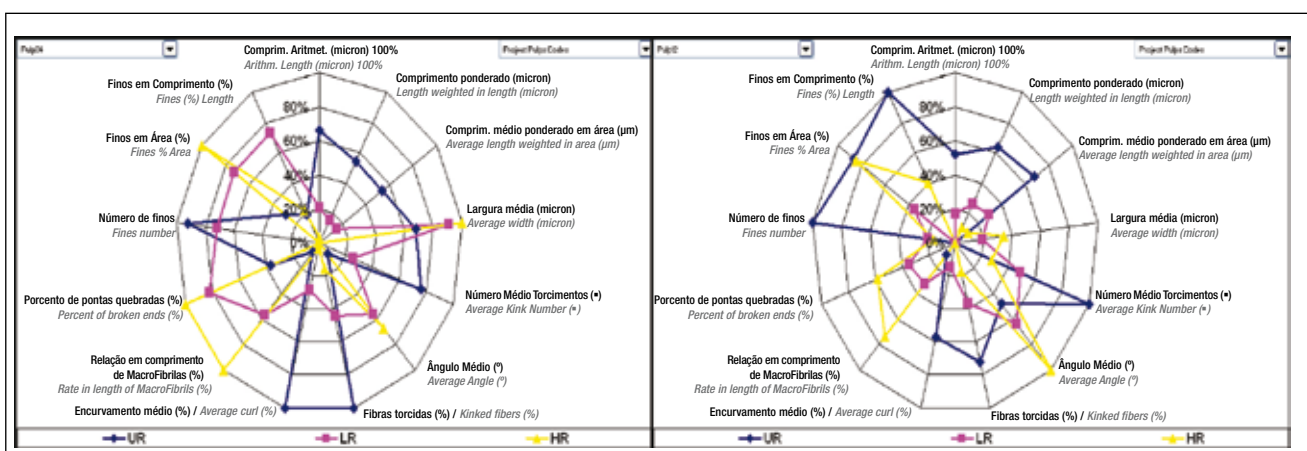 Pulp04
Project Pulps Codes
Comprim. Aritmet. (micron) 100%
Arithm. Length (micron) 100%
Finos em Comprimento (%)
Fines (%) Length
Comprimento ponderado (micron)
Length weighted in length (micron)
Finos em Área (%)
Fines % Area
Comprim. médio ponderado em área (µm)
Average length weighted in area (µm)
Número de finos
Fines number
Largura média (micron)
Average width (micron)
Porcento de pontas quebradas (%)
Percent of broken ends (%)
Número Médio Torcimentos (•)
Average Kink Number (•)
Relação em comprimento
de MacroFibrilas (%)
Rate in length of MacroFibrils (%)
Ângulo Médio (º)
Average Angle (º)
Encurvamento médio (%) / Average curl (%)
Fibras torcidas (%) / Kinked fibers (%)
80%
60%
40%
20%
0%
UR LR HR
Project Pulps Codes
Comprim. Aritmet. (micron) 100%
Arithm. Length (micron) 100%
Finos em Comprimento (%)
Fines (%) Length
Comprimento ponderado (micron)
Length weighted in length (micron)
Finos em Área (%)
Fines % Area
Comprim. médio ponderado em área (µm)
Average length weighted in area (µm)
Número de finos
Fines number
Largura média (micron)
Average width (micron)
Porcento de pontas quebradas (%)
Percent of broken ends (%)
Número Médio Torcimentos (•)
Average Kink Number (•)
Relação em comprimento
de MacroFibrilas (%)
Rate in length of MacroFibrils (%)
Ângulo Médio (º)
Average Angle (º)
Encurvamento médio (%) / Average curl (%)
Fibras torcidas (%) / Kinked fibers (%)
80%
60%
40%
20%
0%
UR LR HR